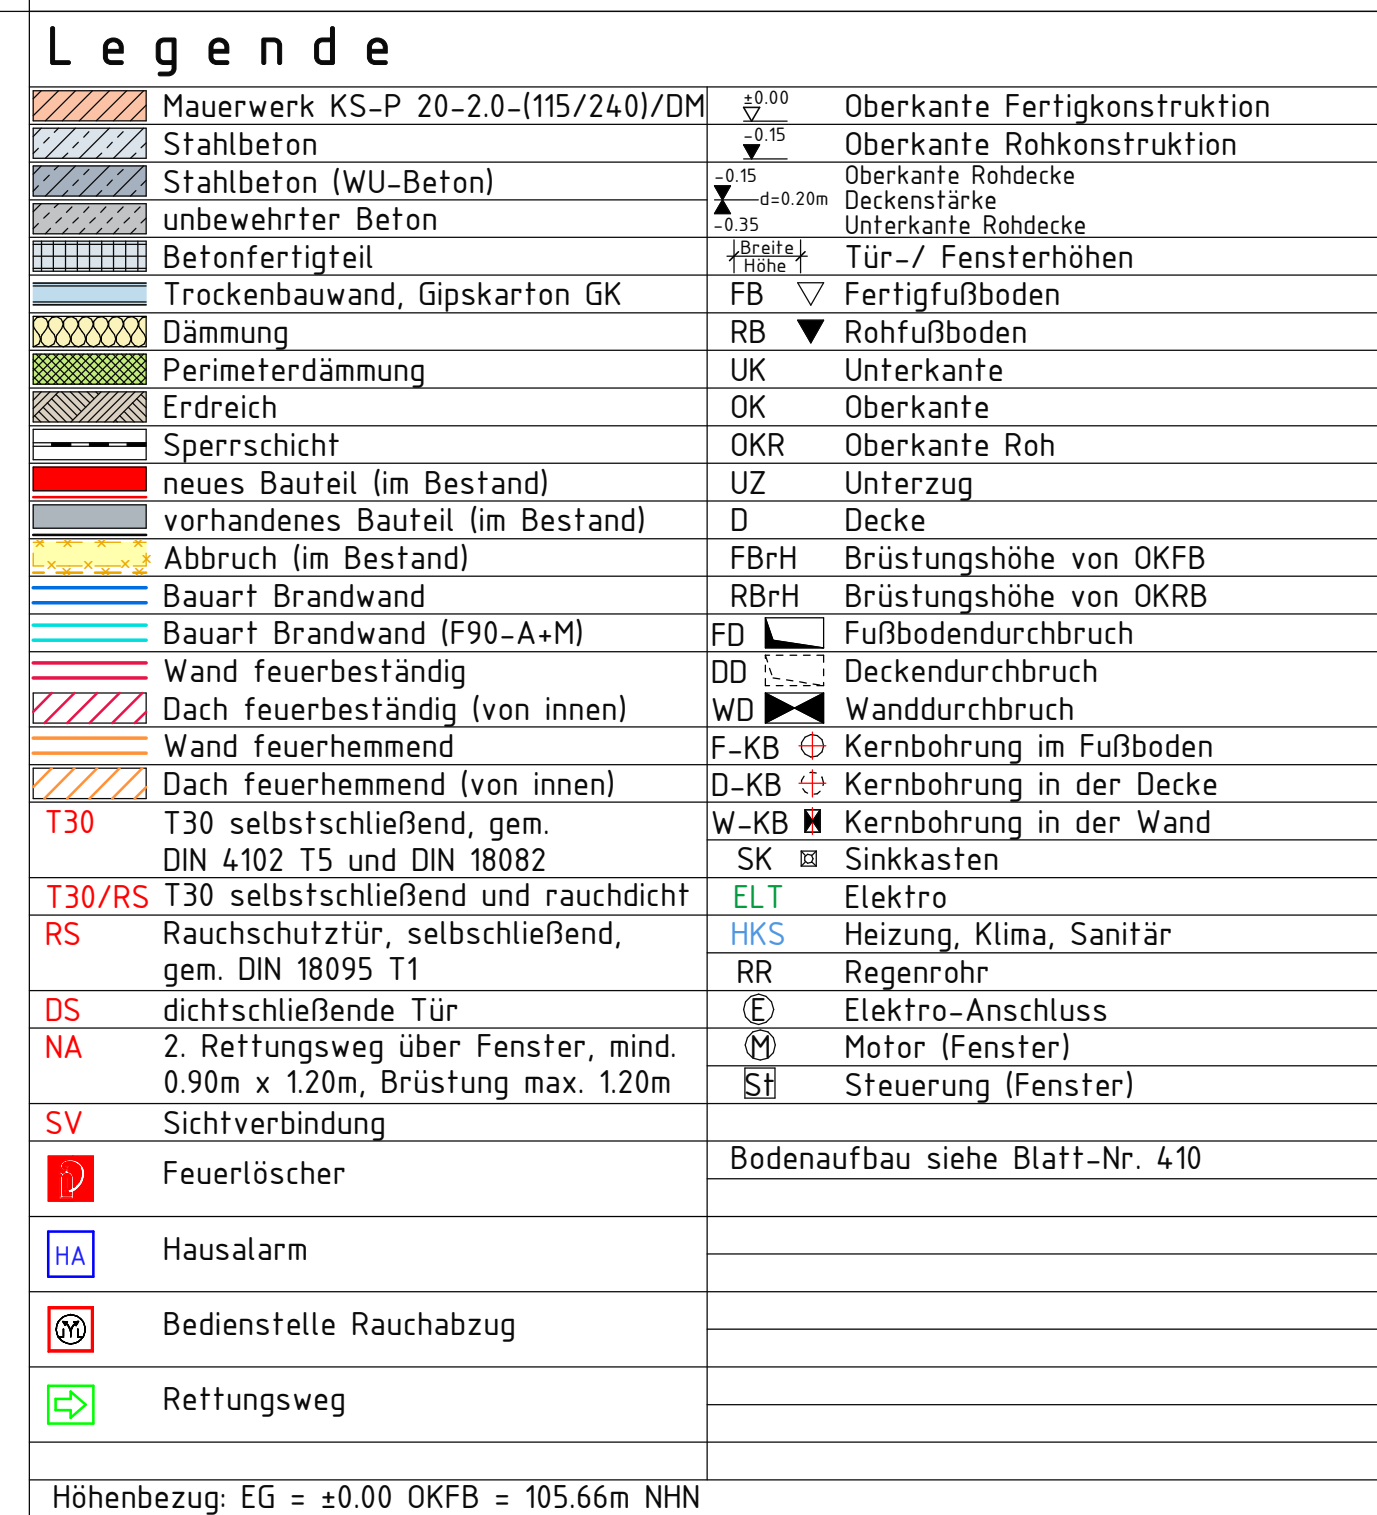 Legende
Mauerwerk KS-P 20-2.0-(115/240)/DM
Stahlbeton
Stahlbeton (WU-Beton)
unbewehrter Beton
Betonfertigteil
Trockenbauwand, Gipskarton GK
Dämmung
Perimeterdämmung
Erdreich
Sperrschicht
neues Bauteil (im Bestand)
vorhandenes Bauteil (im Bestand)
Abbruch (im Bestand)
Bauart Brandwand
Bauart Brandwand (F90-A+M)
Wand feuerbeständig
Dach feuerbeständig (von innen)
Wand feuerhemmend
Dach feuerhemmend (von innen)
T30 T30 selbstschließend, gem.
DIN 4102 T5 und DIN 18082
T30/RS T30 selbstschließend und rauchdicht
RS Rauchschutztür, selbschließend,
gem. DIN 18095 T1
DS dichtschließende Tür
NA 2. Rettungsweg über Fenster, mind.
0.90m x 1.20m, Brüstung max. 1.20m
SV Sichtverbindung
Feuerlöscher
HA Hausalarm
Bedienstelle Rauchabzug
Rettungsweg
±0.00 Oberkante Fertigkonstruktion
-0.15 Oberkante Rohkonstruktion
-0.15 Oberkante Rohdecke
d=0.20m Deckenstärke
-0.35 Unterkante Rohdecke
Breite
Höhe Tür-/ Fensterhöhen
FB Fertigfußboden
RB Rohfußboden
UK Unterkante
OK Oberkante
OKR Oberkante Roh
UZ Unterzug
D Decke
FBrH Brüstungshöhe von OKFB
RBrH Brüstungshöhe von OKRB
FD Fußbodendurchbruch
DD Deckendurchbruch
WD Wanddurchbruch
F-KB Kernbohrung im Fußboden
D-KB Kernbohrung in der Decke
W-KB Kernbohrung in der Wand
SK Sinkkasten
ELT Elektro
HKS Heizung, Klima, Sanitär
RR Regenrohr
E Elektro-Anschluss
M Motor (Fenster)
St Steuerung (Fenster)
Bodenaufbau siehe Blatt-Nr. 410
Höhenbezug: EG = ±0.00 OKFB = 105.66m NHN